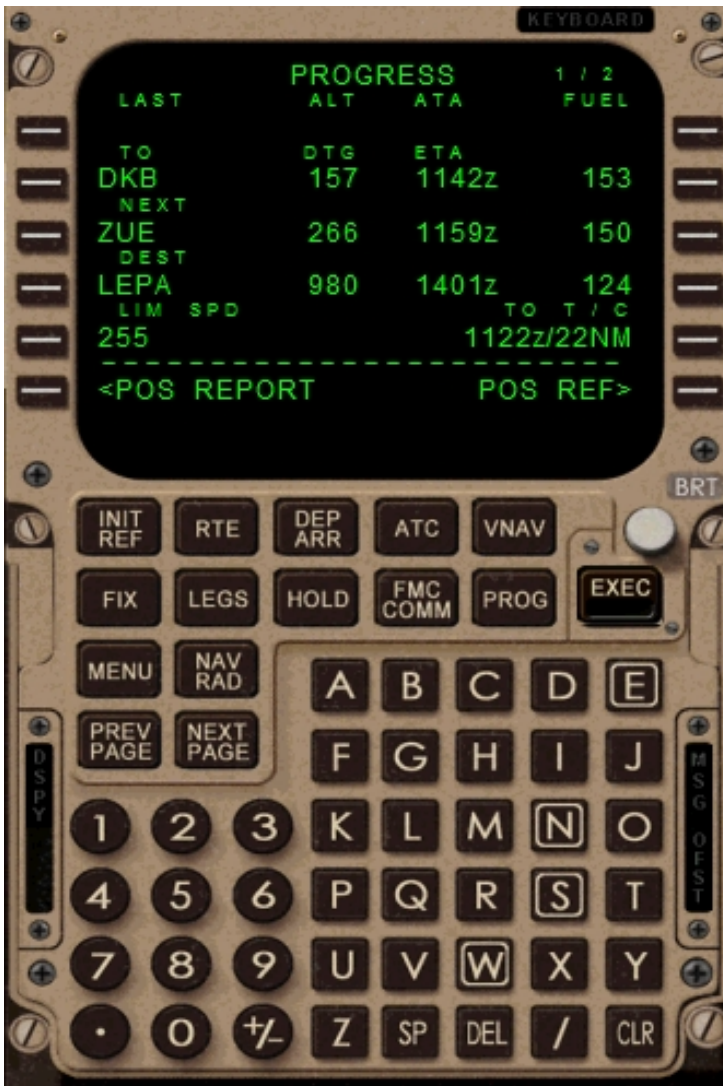 KEYBOARD
PROGRESS 1 / 2
LAST ALT ATA FUEL
TO DTG ETA
DKB 157 1142z 153
NEXT
ZUE 266 1159z 150
DEST
LEPA 980 1401z 124
LIM SPD TO T / C
255 1122z/22NM
--------------------------
<POS REPORT POS REF>
BRT
INIT REF RTE DEP ARR ATC VNAV
FIX LEGS HOLD FMC COMM PROG EXEC
MENU NAV RAD
PREV PAGE NEXT PAGE
A B C D E
F G H I J
1 2 3 K L M N O
4 5 6 P Q R S T
7 8 9 U V W X Y
. 0 +/- Z SP DEL / CLR
DSPY
MSG OFST